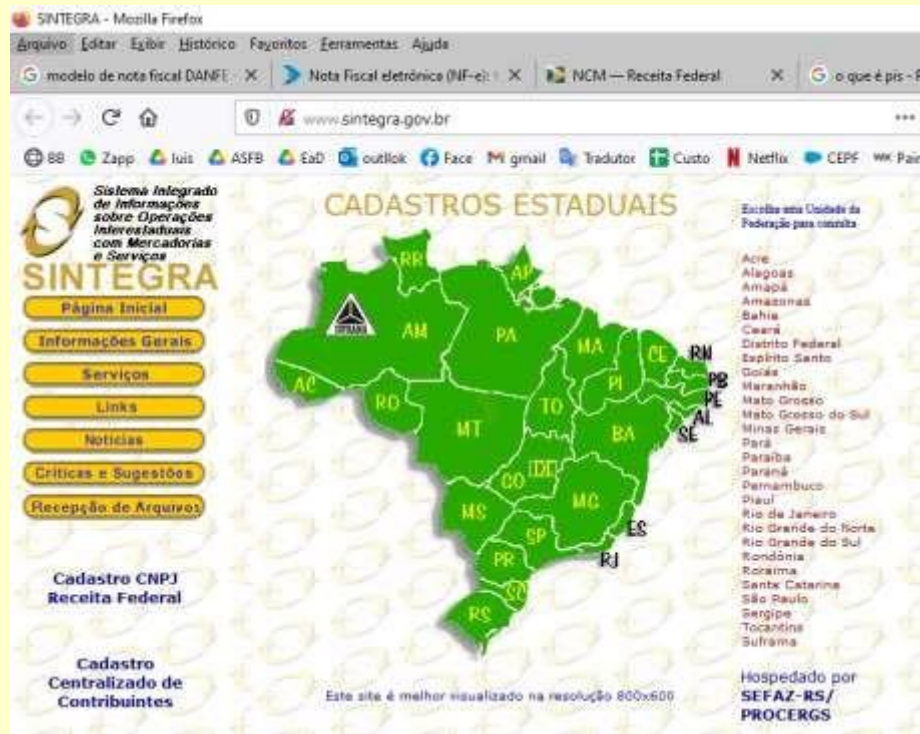 SINTEGRA - Mozilla Firefox
Arquivo Editar Exibir Histórico Favoritos Ferramentas Ajuda
modelo de nota fiscal DANFE
Nota Fiscal eletrônica (NF-e):
NCM — Receita Federal
o que é pis - P
www.sintegra.gov.br
BB Zapp luis ASFB EaD outllok Face gmail Tradutor Custo Netflix CEPF Pain
Sistema Integrado
de Informações
sobre Operações
Interestaduais
com Mercadorias
e Serviços
SINTEGRA
Página Inicial
Informações Gerais
Serviços
Links
Notícias
Críticas e Sugestões
Recepção de Arquivos
Cadastro CNPJ
Receita Federal
Cadastro
Centralizado de
Contribuintes
CADASTROS ESTADUAIS
RR
AP
SUFRAMA
AM
PA
MA
CE
RN
PB
PE
AL
SE
PI
AC
RO
TO
BA
MT
GO
DF
MG
MS
ES
SP
RJ
PR
SC
RS
Este site é melhor visualizado na resolução 800x600
Escolha uma Unidade da
Federação para consulta
Acre
Alagoas
Amapá
Amazonas
Bahia
Ceará
Distrito Federal
Espírito Santo
Goiás
Maranhão
Mato Grosso
Mato Grosso do Sul
Minas Gerais
Pará
Paraíba
Paraná
Pernambuco
Piauí
Rio de Janeiro
Rio Grande do Norte
Rio Grande do Sul
Rondônia
Roraima
Santa Catarina
São Paulo
Sergipe
Tocantins
Suframa
Hospedado por
SEFAZ-RS/
PROCERGS